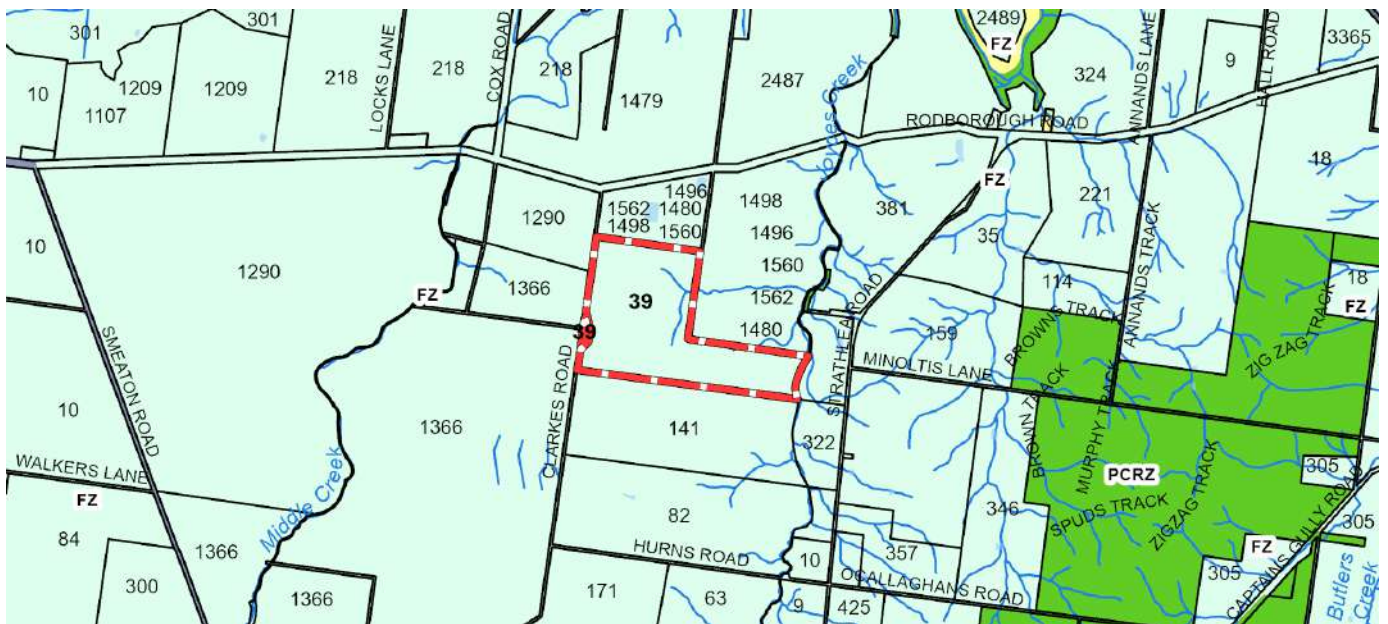 301
301
10
1209
1107
1209
218
LOCKS LANE
218
COX ROAD
218
1479
2487
Joyces Creek
2489
FZ
324
ANNANDS LANE
9
HALL ROAD
3365
RODBOROUGH ROAD
18
FZ
381
35
221
10
1290
FZ
1290
1366
1496
1562
1480
1498
1560
1498
1496
1560
1562
1480
39
39
STRATHLEA ROAD
114
159
BROWNS TRACK
ANNANDS TRACK
18
FZ
ZIG ZAG TRACK
MINOLTIS LANE
SMEATON ROAD
10
CLARKES ROAD
1366
141
322
BROWN TRACK
MURPHY TRACK
PCRZ
SPUDS TRACK
ZIGZAG TRACK
305
WALKERS LANE
FZ
84
Middle Creek
82
346
357
FZ
305
305
CAPTAINS GULLY ROAD
1366
300
1366
HURNS ROAD
10
OCALLAGHANS ROAD
171
63
9
425
Butlers
Creek